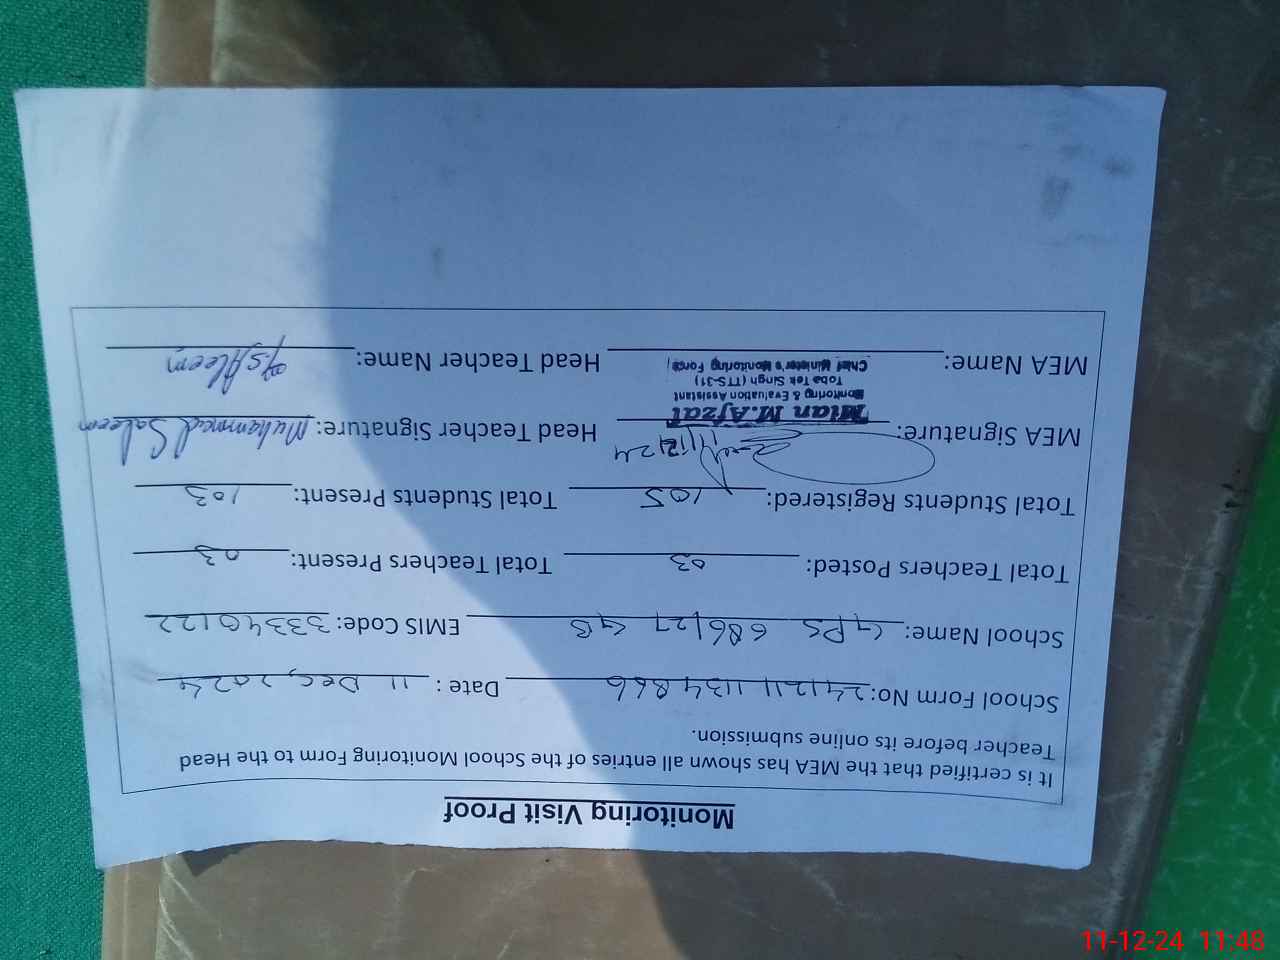 Monitoring Visit Proof
It is certified that the MEA has shown all entries of the School Monitoring Form to the Head
Teacher before its online submission.
School Form No: 2412111134866 Date : 11 Dec, 2024
School Name: GPS 686/27 GB EMIS Code: 33340122
Total Teachers Posted: 03 Total Teachers Present: 03
Total Students Registered: 105 Total Students Present: 103
MEA Signature: 11/12/24 Head Teacher Signature: Muhammad Saleem
Mian M.Afzal
Monitoring & Evaluation Assistant
Toba Tek Singh (TTS-31)
Chief Minister's Monitoring Force
MEA Name: Head Teacher Name:
11-12-24 11:48